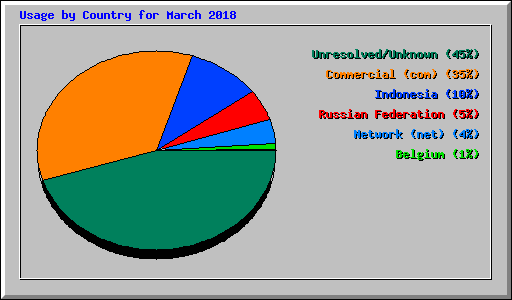 Usage by Country for March 2018
Unresolved/Unknown (45%)
Commercial (com) (35%)
Indonesia (10%)
Russian Federation (5%)
Network (net) (4%)
Belgium (1%)